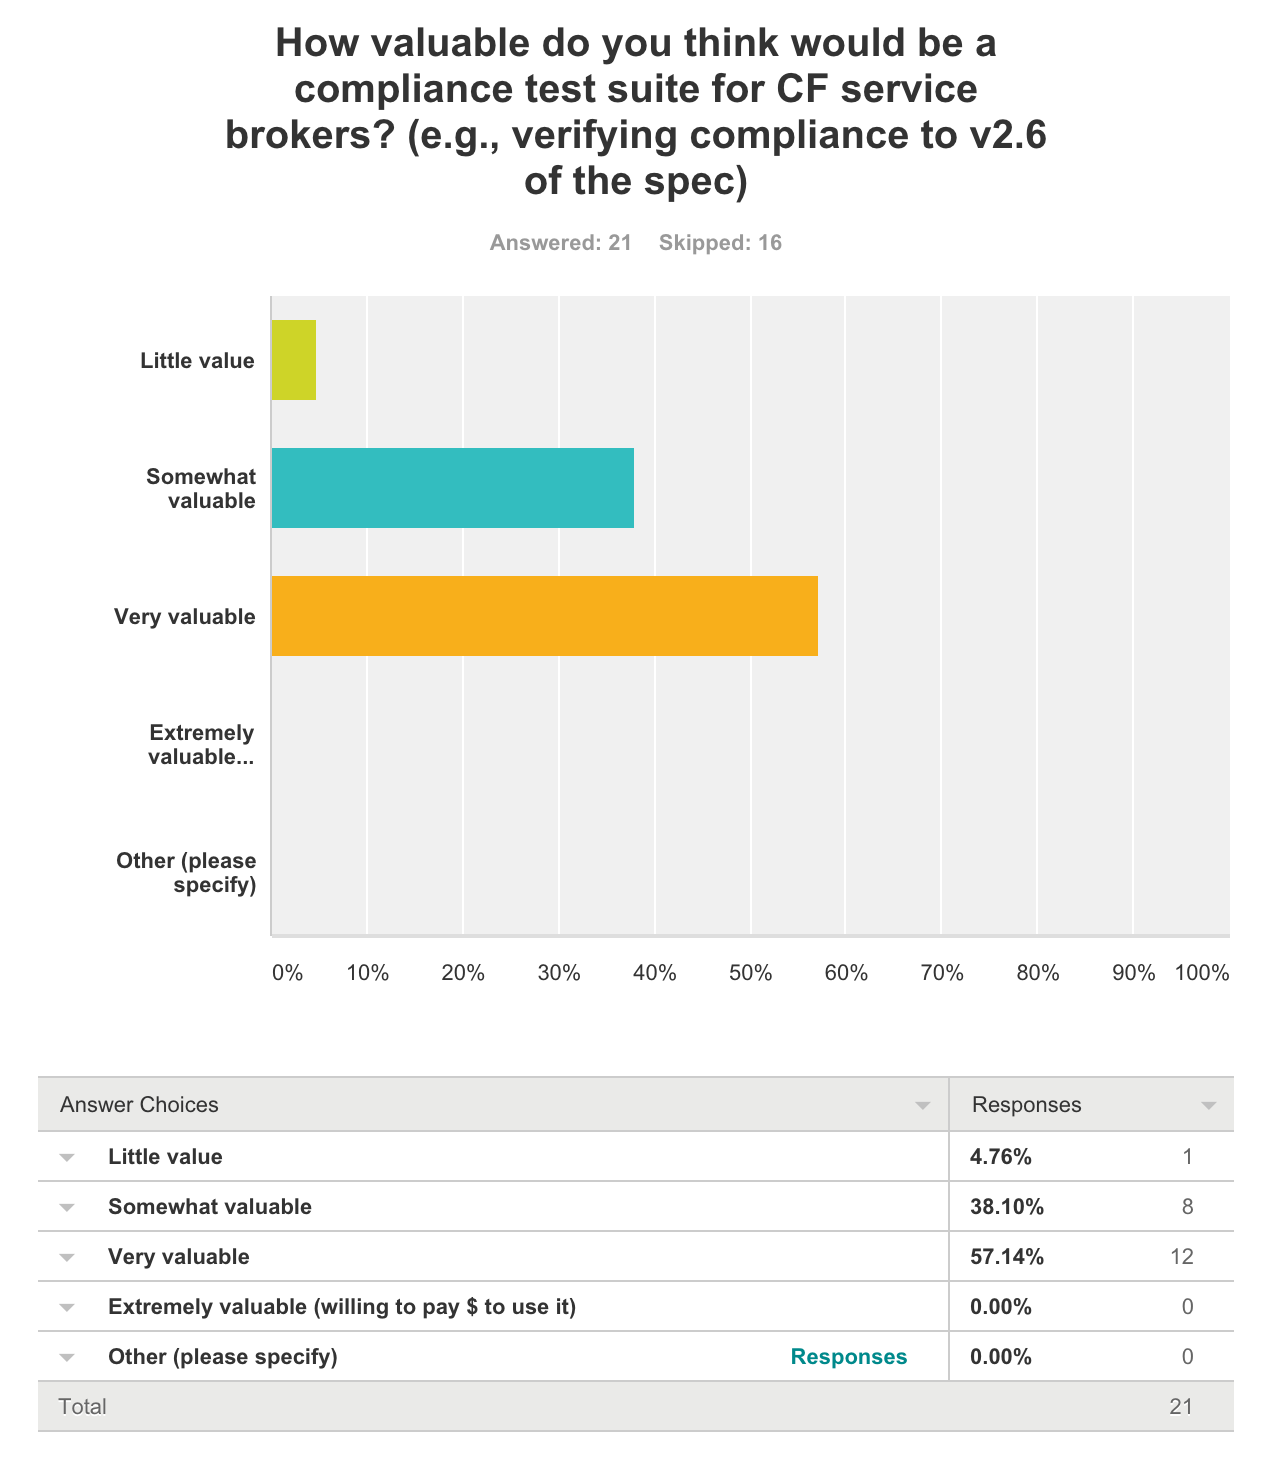 How valuable do you think would be a
compliance test suite for CF service
brokers? (e.g., verifying compliance to v2.6
of the spec)
Answered: 21 Skipped: 16
Little value
Somewhat
valuable
Very valuable
Extremely
valuable...
Other (please
specify)
0% 10% 20% 30% 40% 50% 60% 70% 80% 90% 100%
Answer Choices Responses
Little value 4.76% 1
Somewhat valuable 38.10% 8
Very valuable 57.14% 12
Extremely valuable (willing to pay $ to use it) 0.00% 0
Other (please specify) Responses 0.00% 0
Total 21